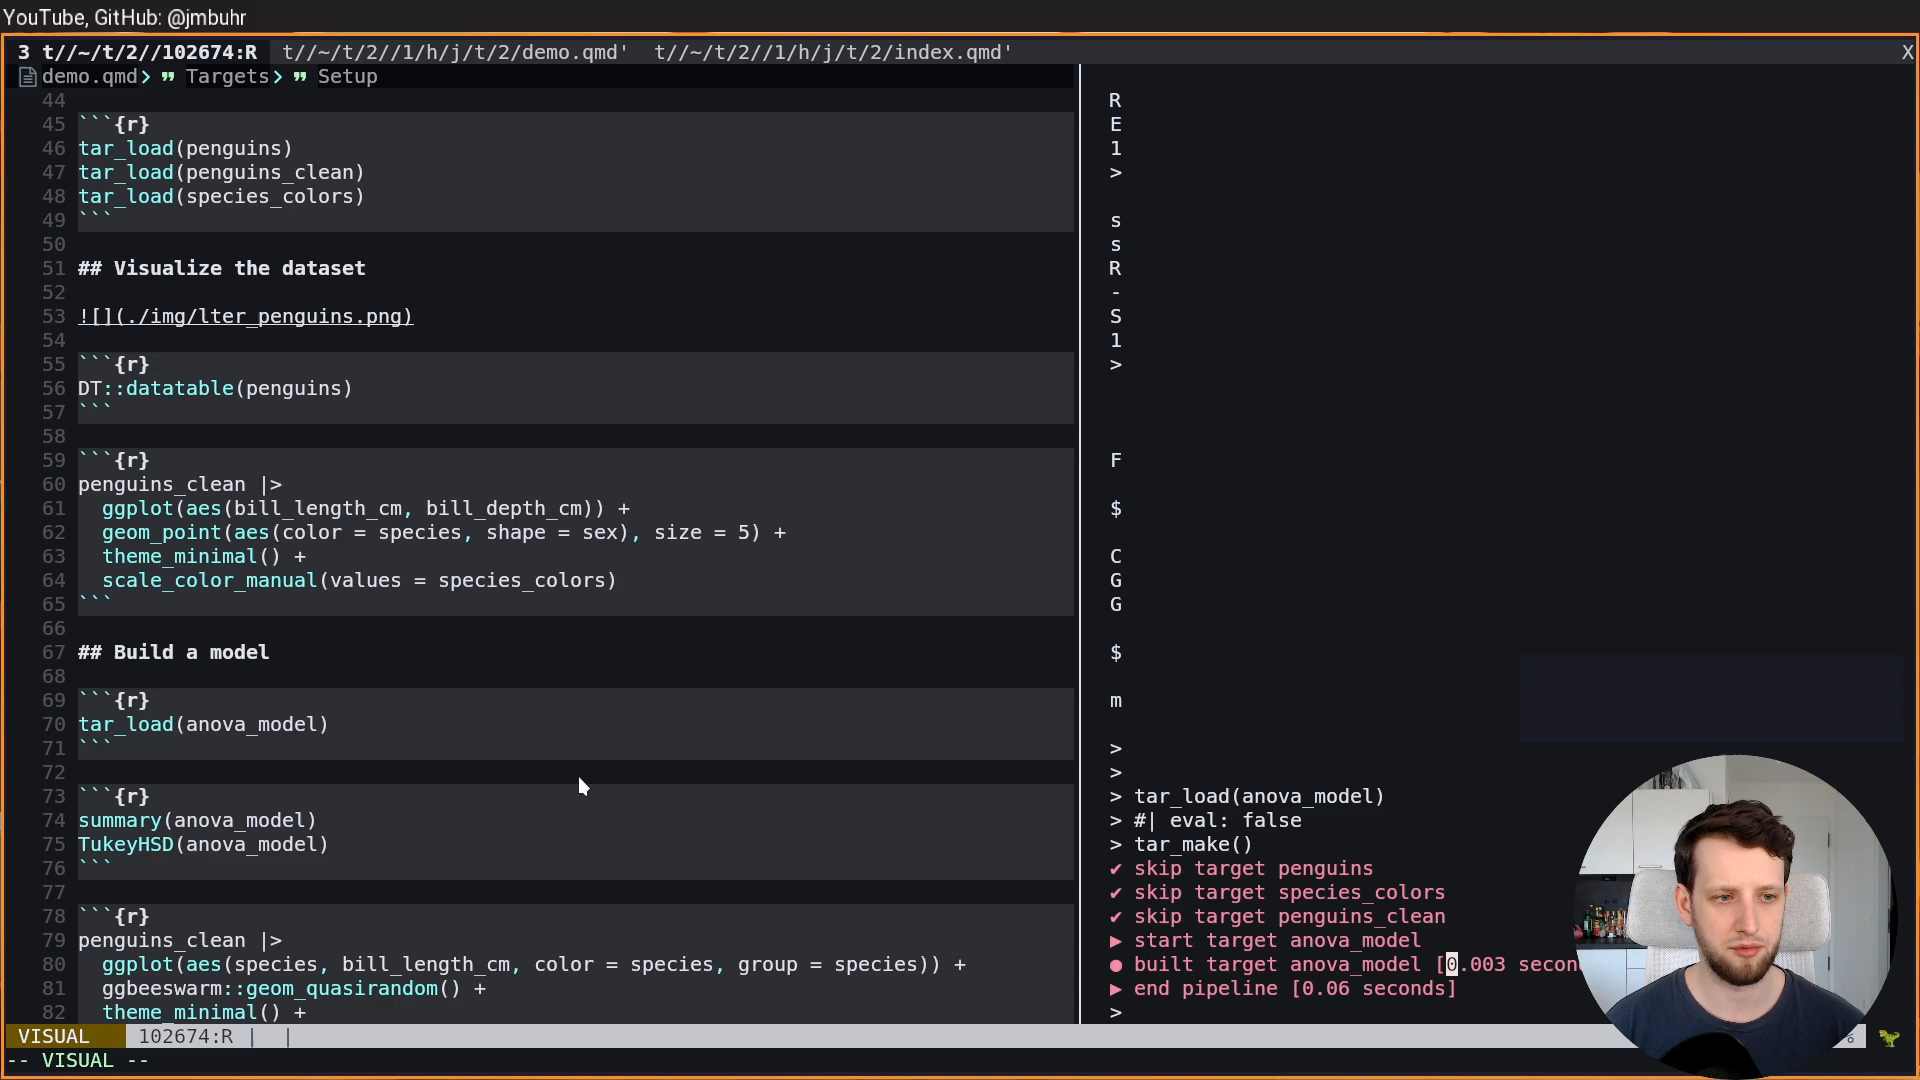 YouTube, GitHub: @jmbuhr
3 t//~/t/2//102674:R t//~/t/2//1/h/j/t/2/demo.qmd' t//~/t/2//1/h/j/t/2/index.qmd' X
demo.qmd > " Targets > " Setup
44
45 ```{r}
46 tar_load(penguins)
47 tar_load(penguins_clean)
48 tar_load(species_colors)
49 ```
50
51 ## Visualize the dataset
52
53 ![](./img/lter_penguins.png)
54
55 ```{r}
56 DT::datatable(penguins)
57 ```
58
59 ```{r}
60 penguins_clean |>
61 ggplot(aes(bill_length_cm, bill_depth_cm)) +
62 geom_point(aes(color = species, shape = sex), size = 5) +
63 theme_minimal() +
64 scale_color_manual(values = species_colors)
65 ```
66
67 ## Build a model
68
69 ```{r}
70 tar_load(anova_model)
71 ```
72
73 ```{r}
74 summary(anova_model)
75 TukeyHSD(anova_model)
76 ```
77
78 ```{r}
79 penguins_clean |>
80 ggplot(aes(species, bill_length_cm, color = species, group = species)) +
81 ggbeeswarm::geom_quasirandom() +
82 theme_minimal() +
R
E
1
>
s
s
R
-
S
1
>
F
$
C
G
G
$
m
>
>
> tar_load(anova_model)
> #| eval: false
> tar_make()
✔ skip target penguins
✔ skip target species_colors
✔ skip target penguins_clean
▶ start target anova_model
● built target anova_model [0.003
▶ end pipeline [0.06 seconds]
>
VISUAL 102674:R | |
-- VISUAL --